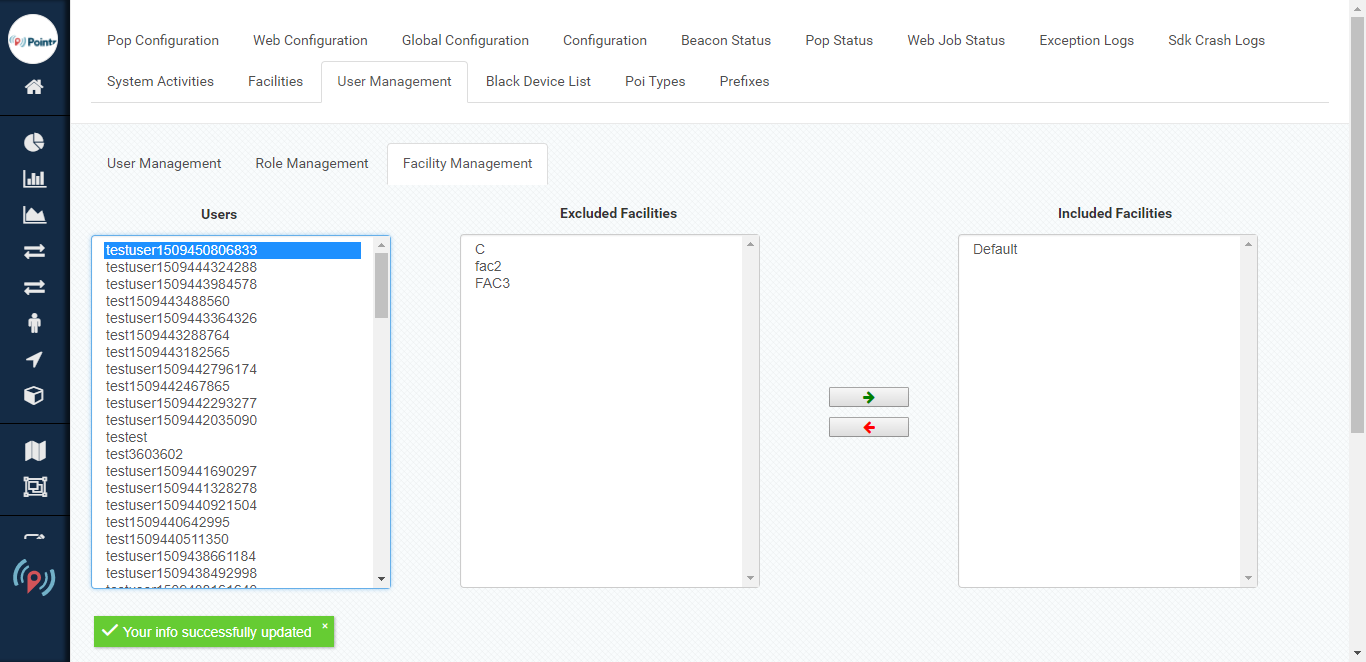 Pointr
Pop Configuration Web Configuration Global Configuration Configuration Beacon Status Pop Status Web Job Status Exception Logs Sdk Crash Logs
System Activities Facilities User Management Black Device List Poi Types Prefixes
User Management Role Management Facility Management
Users Excluded Facilities Included Facilities
testuser1509450806833 C Default
testuser1509444324288 fac2
testuser1509443984578 FAC3
test1509443488560
testuser1509443364326
test1509443288764
test1509443182565
testuser1509442796174
test1509442467865
testuser1509442293277
testuser1509442035090
testest
test3603602
testuser1509441690297
testuser1509441328278
testuser1509440921504
test1509440642995
test1509440511350
testuser1509438661184
testuser1509438492998
Your info successfully updated ×